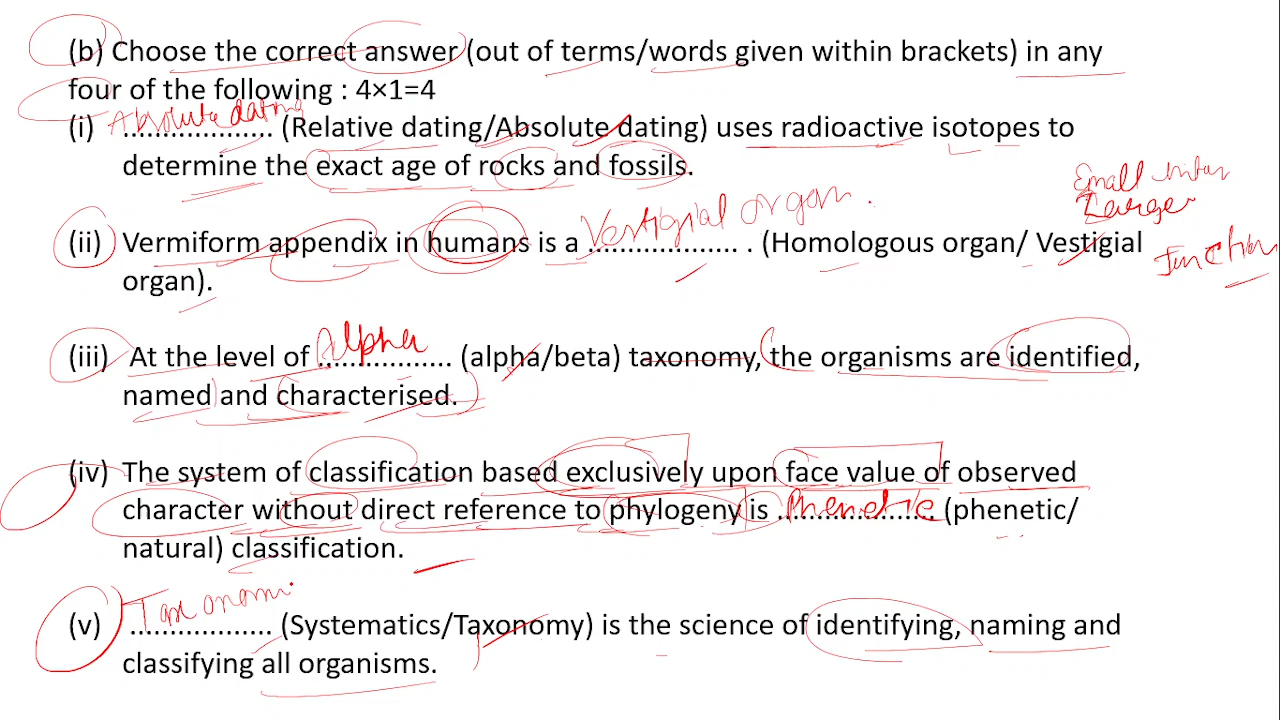 (b) Choose the correct answer (out of terms/words given within brackets) in any
four of the following : 4×1=4
Absolute dating
(i) ................... (Relative dating/Absolute dating) uses radioactive isotopes to
determine the exact age of rocks and fossils.
Small
Larger
Function
Vestigial organ.
(ii) Vermiform appendix in humans is a ................... . (Homologous organ/ Vestigial
organ).
Alpha
(iii) At the level of ................. (alpha/beta) taxonomy, the organisms are identified,
named and characterised.
(iv) The system of classification based exclusively upon face value of observed
Phenetic
character without direct reference to phylogeny is .................... (phenetic/
natural) classification.
Taxonomi
(v) .................. (Systematics/Taxonomy) is the science of identifying, naming and
classifying all organisms.